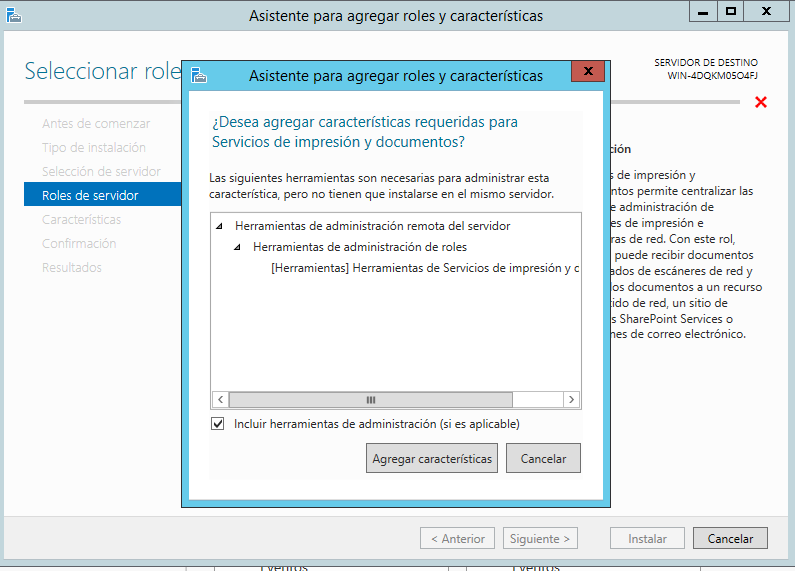 Asistente para agregar roles y características
Seleccionar role
SERVIDOR DE DESTINO
WIN-4DQKM05O4FJ
Antes de comenzar
Tipo de instalación
Selección de servidor
Roles de servidor
Características
Confirmación
Resultados
Asistente para agregar roles y características
¿Desea agregar características requeridas para
Servicios de impresión y documentos?
Las siguientes herramientas son necesarias para administrar esta
característica, pero no tienen que instalarse en el mismo servidor.
Herramientas de administración remota del servidor
Herramientas de administración de roles
[Herramientas] Herramientas de Servicios de impresión y c
Incluir herramientas de administración (si es aplicable)
Agregar características
Cancelar
ción
s de impresión y
ntos permite centralizar las
e administración de
es de impresión e
ras de red. Con este rol,
puede recibir documentos
ados de escáneres de red y
los documentos a un recurso
tido de red, un sitio de
s SharePoint Services o
nes de correo electrónico.
< Anterior
Siguiente >
Instalar
Cancelar
Eventos
Eventos